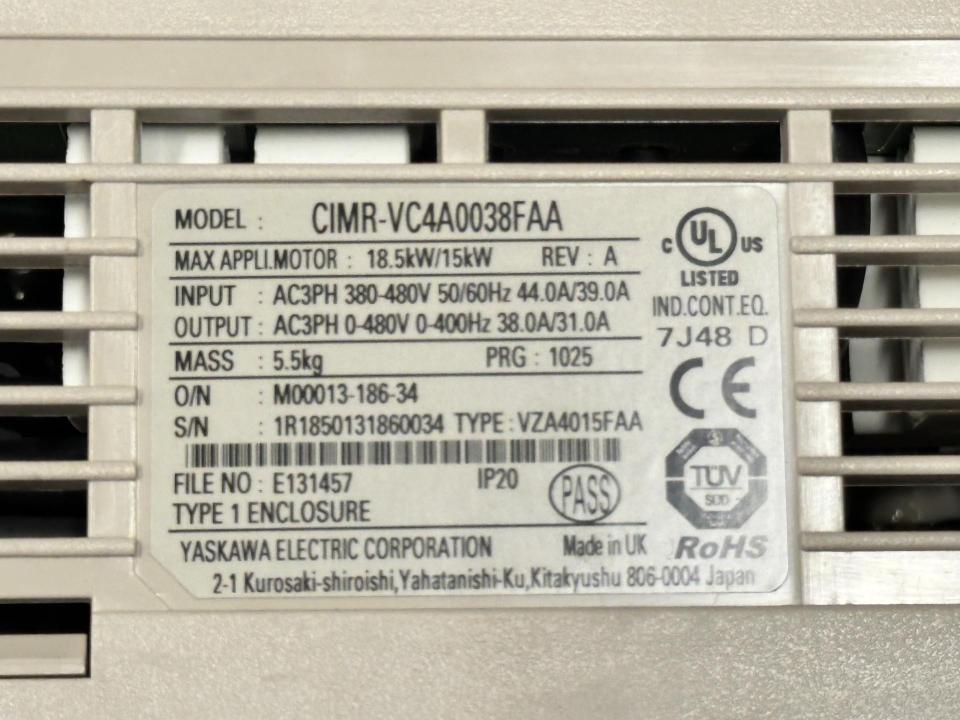 MODEL : CIMR-VC4A0038FAA
MAX APPLI.MOTOR : 18.5kW/15kW REV : A
INPUT : AC3PH 380-480V 50/60Hz 44.0A/39.0A
OUTPUT : AC3PH 0-480V 0-400Hz 38.0A/31.0A
MASS : 5.5kg PRG : 1025
O/N : M00013-186-34
S/N : 1R1850131860034 TYPE : VZA4015FAA
FILE NO : E131457 IP20
TYPE 1 ENCLOSURE
PASS
YASKAWA ELECTRIC CORPORATION Made in UK
2-1 Kurosaki-shiroishi,Yahatanishi-Ku,Kitakyushu 806-0004 Japan
C UL US
LISTED
IND.CONT.EQ.
7J48 D
CE
TÜV
SÜD
RoHS